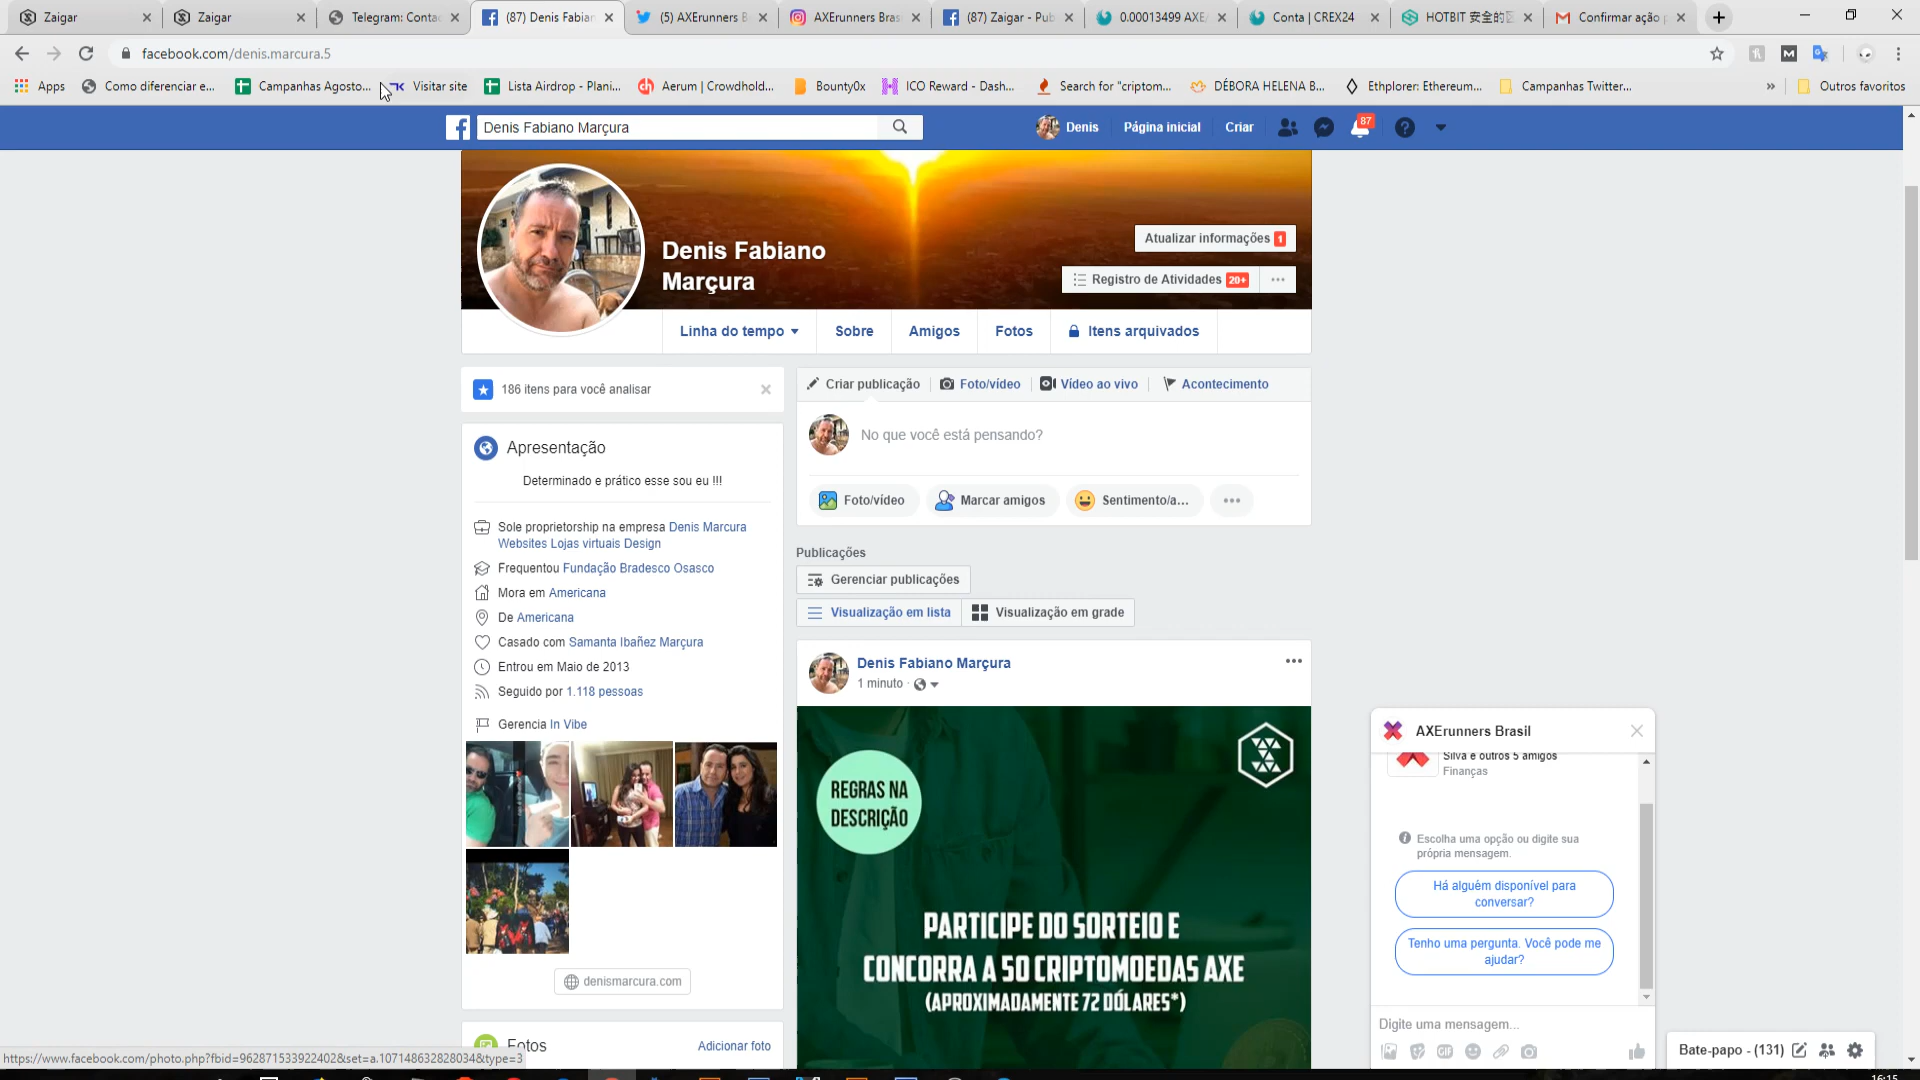 Zaigar
Zaigar
Telegram: Contac
(87) Denis Fabian
(5) AXErunners B
AXErunners Bras
(87) Zaigar - Pub
0.00013499 AXE/
Conta | CREX24
HOTBIT 安全的
Confirmar ação p
facebook.com/denis.marcura.5
Apps
Como diferenciar e...
Campanhas Agosto...
Visitar site
Lista Airdrop - Plani...
Aerum | Crowdhold...
Bounty0x
ICO Reward - Dash...
Search for "criptom...
DÉBORA HELENA B...
Ethplorer: Ethereum...
Campanhas Twitter...
»
Outros favoritos
Denis Fabiano Marçura
Denis
Página inicial
Criar
87
Denis Fabiano
Marçura
Atualizar informações 1
Registro de Atividades 20+
Linha do tempo
Sobre
Amigos
Fotos
Itens arquivados
186 itens para você analisar
Apresentação
Determinado e prático esse sou eu !!!
Sole proprietorship na empresa Denis Marcura
Websites Lojas virtuais Design
Frequentou Fundação Bradesco Osasco
Mora em Americana
De Americana
Casado com Samanta Ibañez Marçura
Entrou em Maio de 2013
Seguido por 1.118 pessoas
Gerencia In Vibe
denismarcura.com
Fotos
Adicionar foto
Criar publicação
Foto/vídeo
Vídeo ao vivo
Acontecimento
No que você está pensando?
Foto/vídeo
Marcar amigos
Sentimento/a...
Publicações
Gerenciar publicações
Visualização em lista
Visualização em grade
Denis Fabiano Marçura
1 minuto ·
REGRAS NA
DESCRIÇÃO
PARTICIPE DO SORTEIO E
CONCORRA A 50 CRIPTOMOEDAS AXE
(APROXIMADAMENTE 72 DÓLARES*)
AXErunners Brasil
Silva e outros 5 amigos
Finanças
Escolha uma opção ou digite sua
própria mensagem.
Há alguém disponível para
conversar?
Tenho uma pergunta. Você pode me
ajudar?
Digite uma mensagem...
GIF
Bate-papo - (131)
https://www.facebook.com/photo.php?fbid=962871533922402&set=a.107148632828034&type=3
16:15